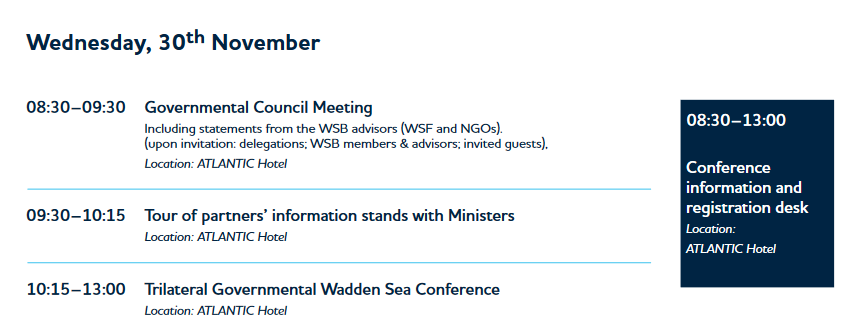 Wednesday, 30th November
08:30–09:30 Governmental Council Meeting
Including statements from the WSB advisors (WSF and NGOs).
(upon invitation: delegations; WSB members & advisors; invited guests),
Location: ATLANTIC Hotel
09:30–10:15 Tour of partners’ information stands with Ministers
Location: ATLANTIC Hotel
10:15–13:00 Trilateral Governmental Wadden Sea Conference
Location: ATLANTIC Hotel
08:30–13:00
Conference
information and
registration desk
Location:
ATLANTIC Hotel